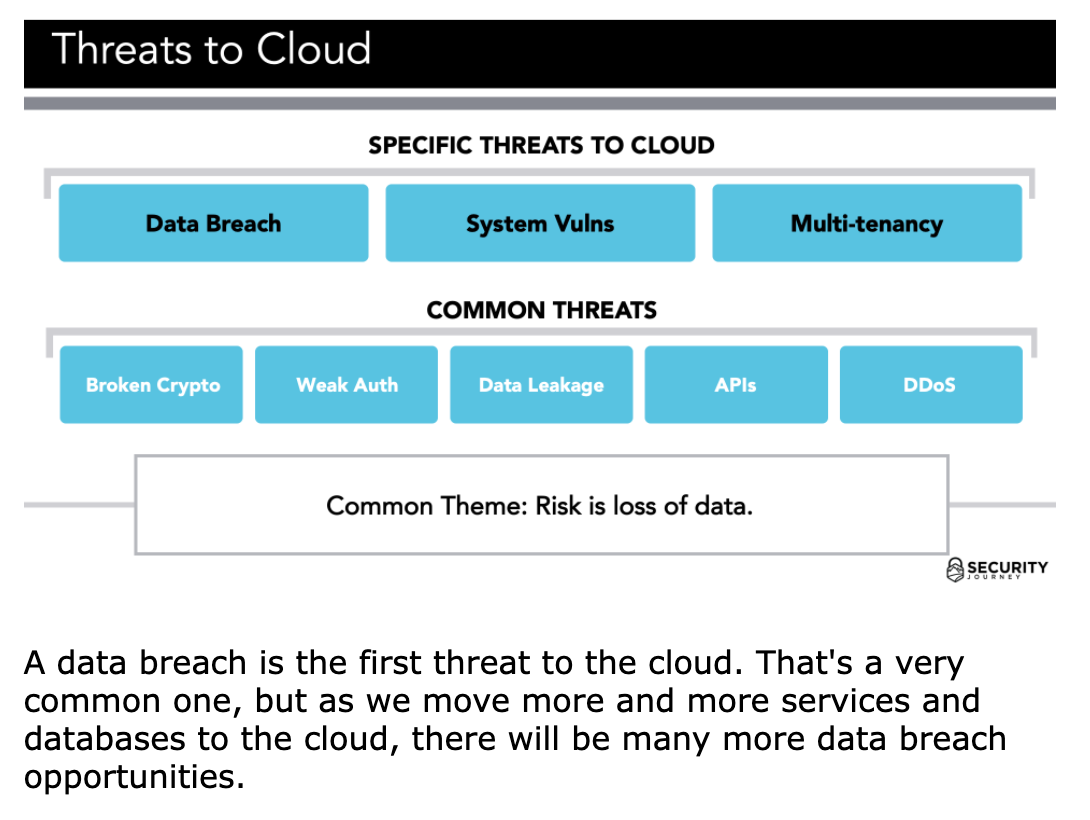 Threats to Cloud
SPECIFIC THREATS TO CLOUD
Data Breach
System Vulns
Multi-tenancy
COMMON THREATS
Broken Crypto
Weak Auth
Data Leakage
APIs
DDoS
Common Theme: Risk is loss of data.
SECURITY
JOURNEY
A data breach is the first threat to the cloud. That's a very
common one, but as we move more and more services and
databases to the cloud, there will be many more data breach
opportunities.